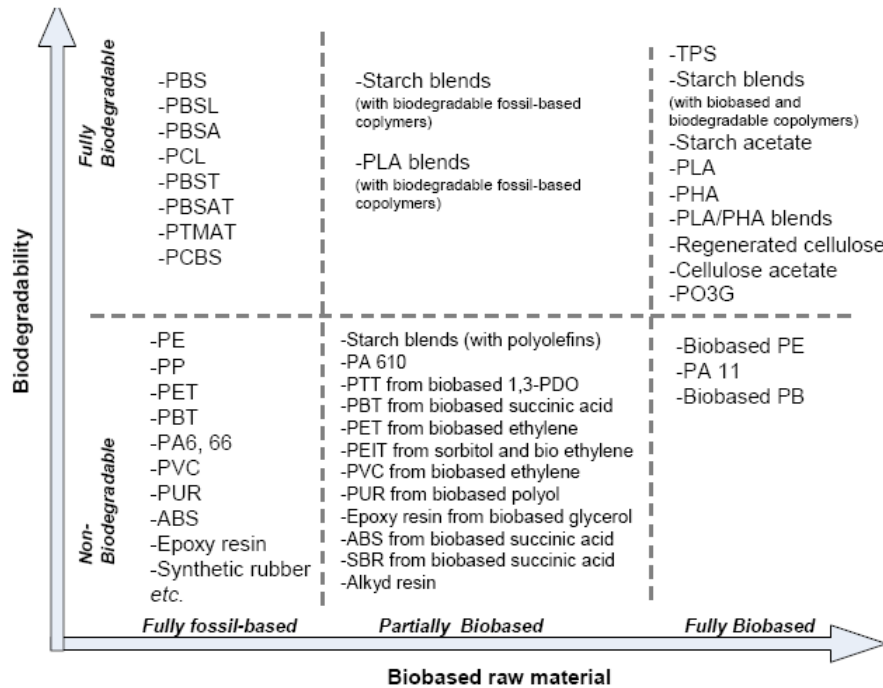 Biodegradability
Fully
Biodegradable
-PBS
-PBSL
-PBSA
-PCL
-PBST
-PBSAT
-PTMAT
-PCBS
-Starch blends
(with biodegradable fossil-based
coplymers)
-PLA blends
(with biodegradable fossil-based
copolymers)
-TPS
-Starch blends
(with biobased and
biodegradable copolymers)
-Starch acetate
-PLA
-PHA
-PLA/PHA blends
-Regenerated cellulose
-Cellulose acetate
-PO3G
Non-
Biodegradable
-PE
-PP
-PET
-PBT
-PA6, 66
-PVC
-PUR
-ABS
-Epoxy resin
-Synthetic rubber
etc.
-Starch blends (with polyolefins)
-PA 610
-PTT from biobased 1,3-PDO
-PBT from biobased succinic acid
-PET from biobased ethylene
-PEIT from sorbitol and bio ethylene
-PVC from biobased ethylene
-PUR from biobased polyol
-Epoxy resin from biobased glycerol
-ABS from biobased succinic acid
-SBR from biobased succinic acid
-Alkyd resin
-Biobased PE
-PA 11
-Biobased PB
Fully fossil-based
Partially Biobased
Fully Biobased
Biobased raw material